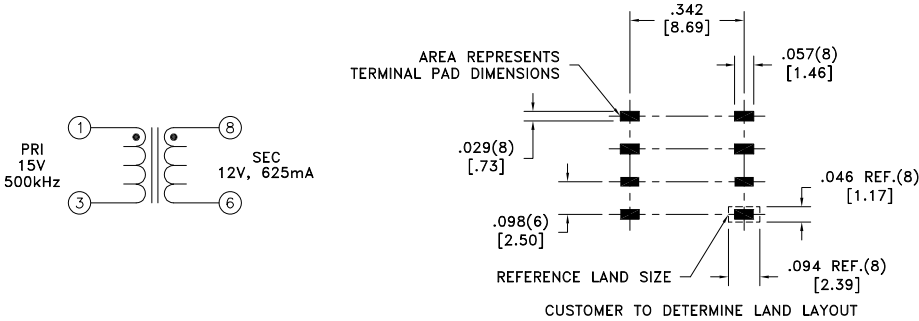 PRI
15V
500kHz
1
3
8
6
SEC
12V, 625mA
.342
[8.69]
AREA REPRESENTS
TERMINAL PAD DIMENSIONS
.057(8)
[1.46]
.029(8)
[.73]
.046 REF.(8)
[1.17]
.098(6)
[2.50]
REFERENCE LAND SIZE
.094 REF.(8)
[2.39]
CUSTOMER TO DETERMINE LAND LAYOUT